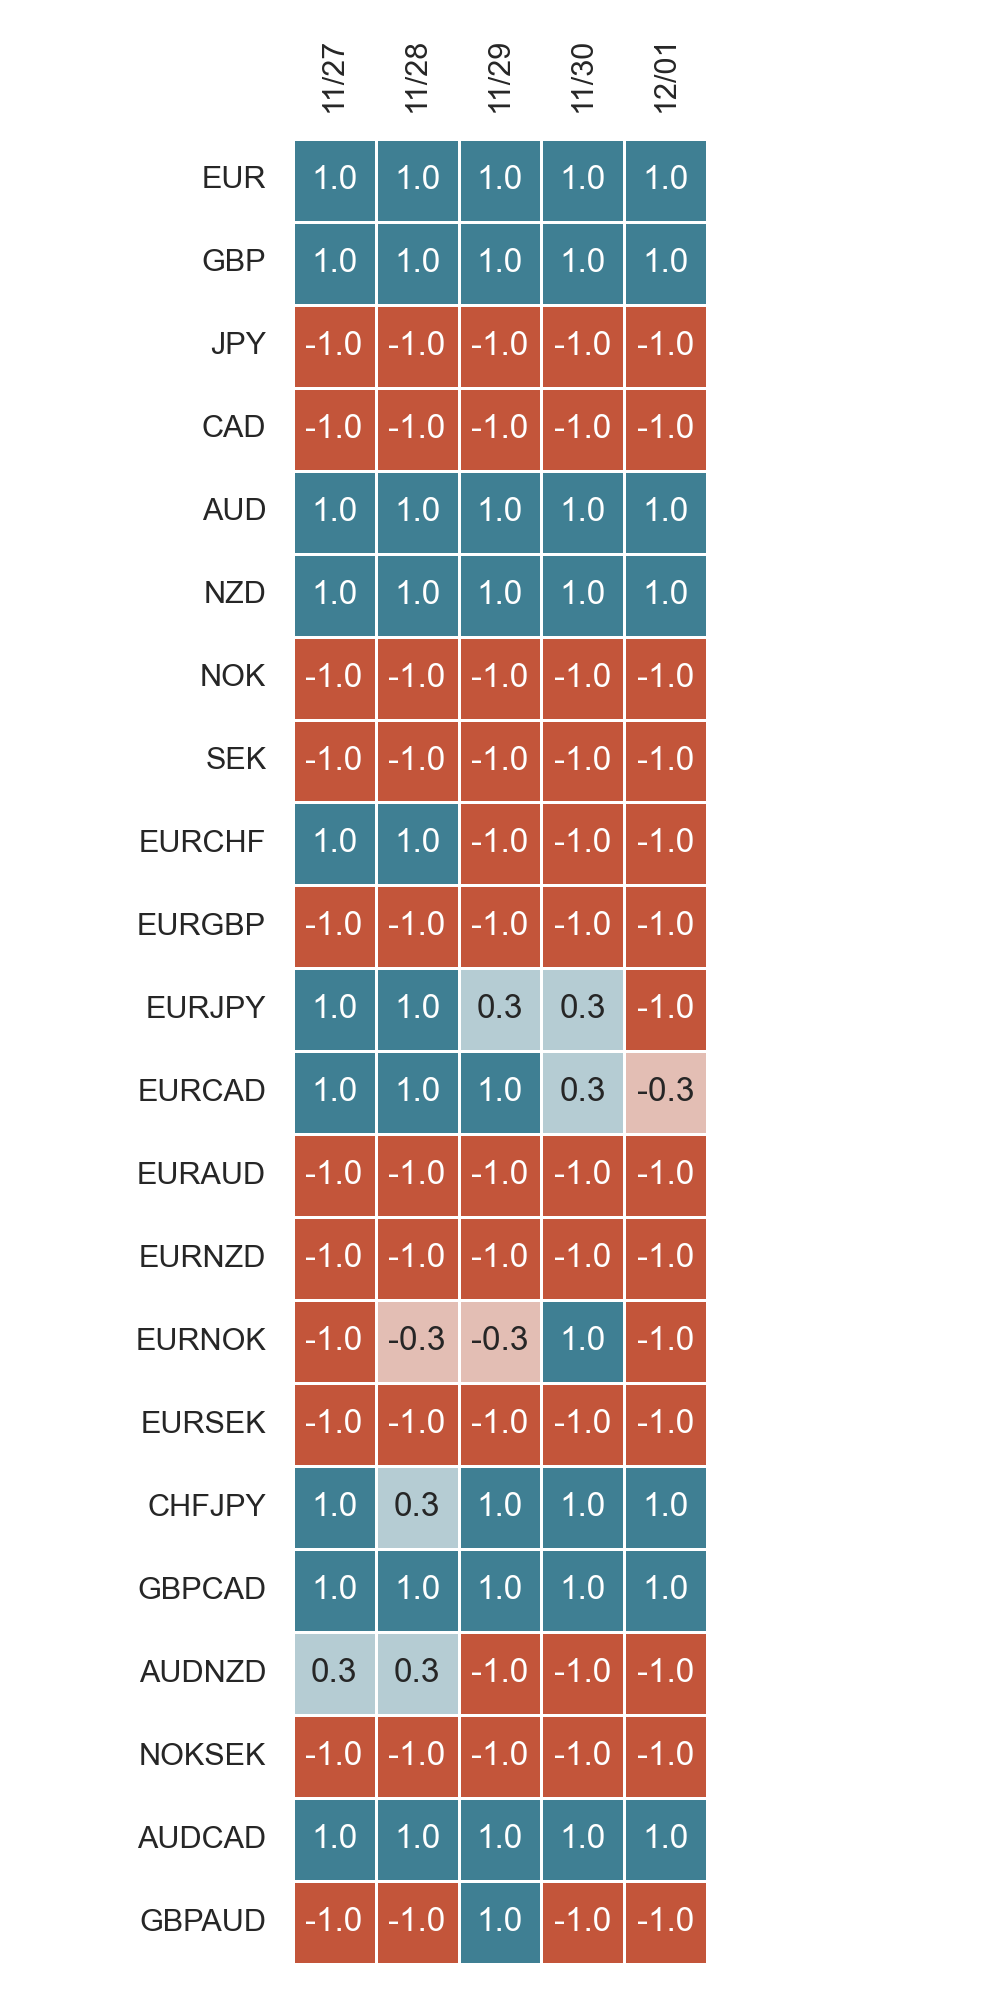 11/27 11/28 11/29 11/30 12/01
EUR 1.0 1.0 1.0 1.0 1.0
GBP 1.0 1.0 1.0 1.0 1.0
JPY -1.0 -1.0 -1.0 -1.0 -1.0
CAD -1.0 -1.0 -1.0 -1.0 -1.0
AUD 1.0 1.0 1.0 1.0 1.0
NZD 1.0 1.0 1.0 1.0 1.0
NOK -1.0 -1.0 -1.0 -1.0 -1.0
SEK -1.0 -1.0 -1.0 -1.0 -1.0
EURCHF 1.0 1.0 -1.0 -1.0 -1.0
EURGBP -1.0 -1.0 -1.0 -1.0 -1.0
EURJPY 1.0 1.0 0.3 0.3 -1.0
EURCAD 1.0 1.0 1.0 0.3 -0.3
EURAUD -1.0 -1.0 -1.0 -1.0 -1.0
EURNZD -1.0 -1.0 -1.0 -1.0 -1.0
EURNOK -1.0 -0.3 -0.3 1.0 -1.0
EURSEK -1.0 -1.0 -1.0 -1.0 -1.0
CHFJPY 1.0 0.3 1.0 1.0 1.0
GBPCAD 1.0 1.0 1.0 1.0 1.0
AUDNZD 0.3 0.3 -1.0 -1.0 -1.0
NOKSEK -1.0 -1.0 -1.0 -1.0 -1.0
AUDCAD 1.0 1.0 1.0 1.0 1.0
GBPAUD -1.0 -1.0 1.0 -1.0 -1.0